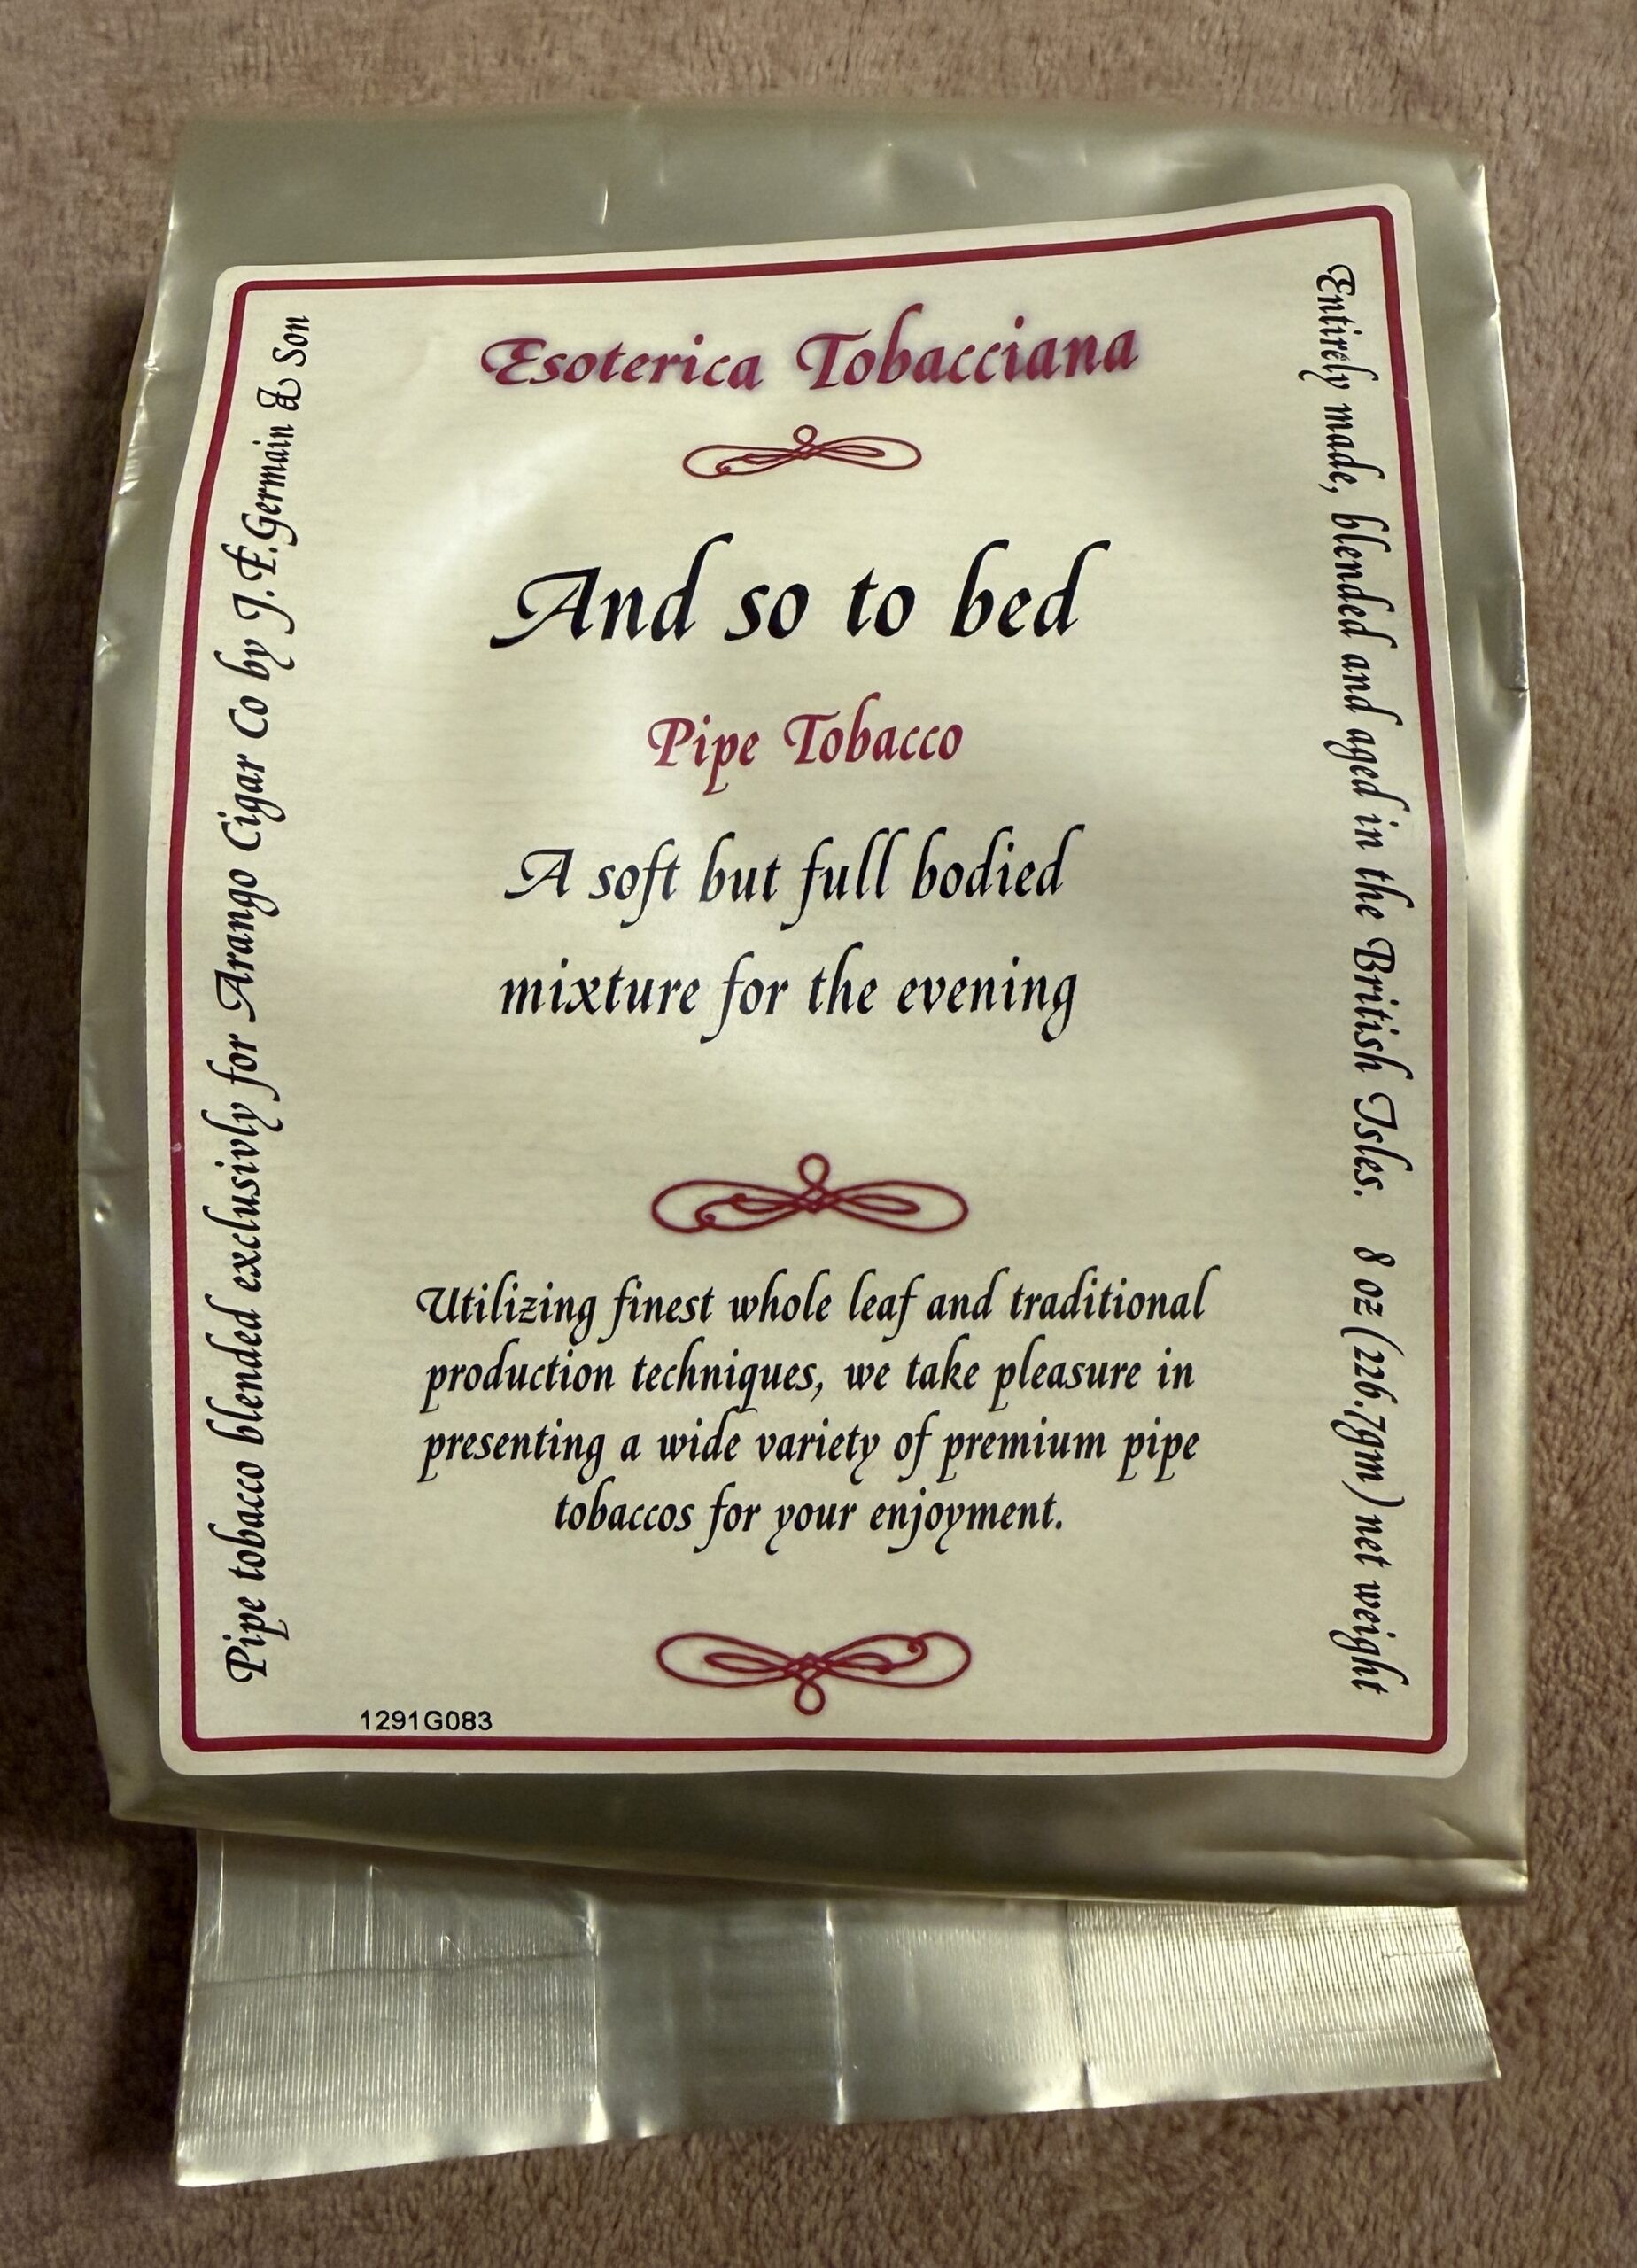 Esoterica Tobacciana
And so to bed
Pipe Tobacco
A soft but full bodied
mixture for the evening
Utilizing finest whole leaf and traditional
production techniques, we take pleasure in
presenting a wide variety of premium pipe
tobaccos for your enjoyment.
1291G083
Pipe tobacco blended exclusivly for Arango Cigar Co by J.E.Germain & Son
Entirely made, blended and aged in the British Isles. 8 oz (226.7gm) net weight